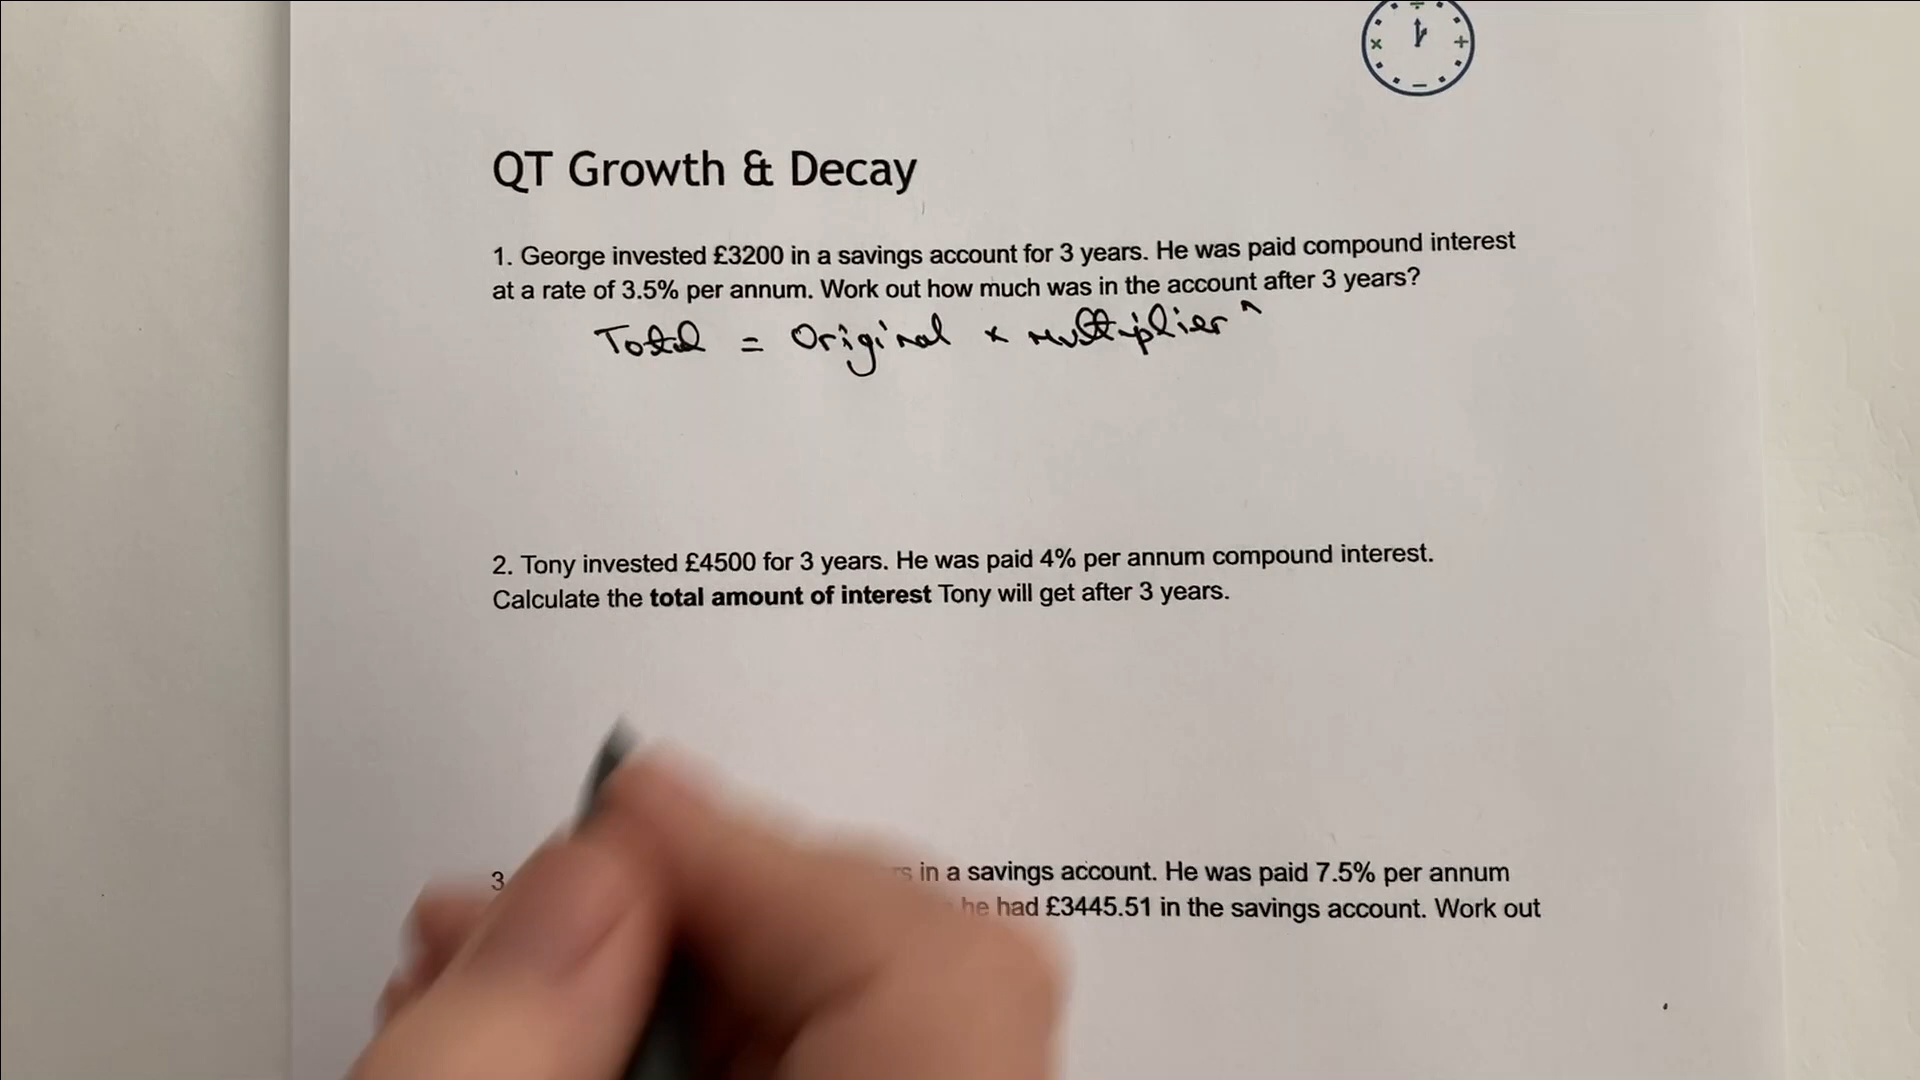 QT Growth & Decay
1. George invested £3200 in a savings account for 3 years. He was paid compound interest
at a rate of 3.5% per annum. Work out how much was in the account after 3 years?
Total = Original × Multiplier ^n
2. Tony invested £4500 for 3 years. He was paid 4% per annum compound interest.
Calculate the total amount of interest Tony will get after 3 years.
3 in a savings account. He was paid 7.5% per annum
he had £3445.51 in the savings account. Work out